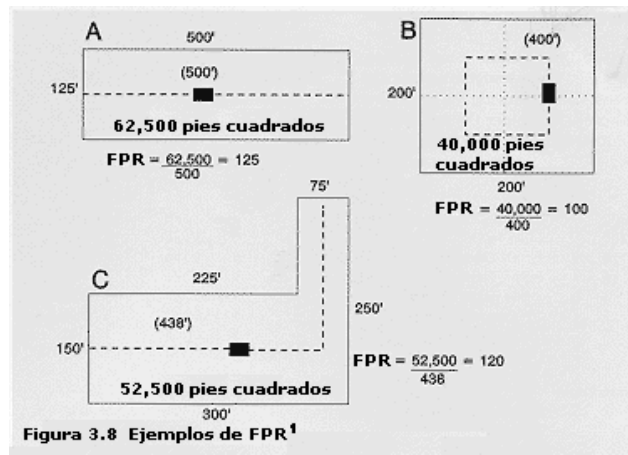 A
500'
(500')
125'
62,500 pies cuadrados
FPR = 62,500 = 125
500
B
(400')
200'
40,000 pies
cuadrados
200'
FPR = 40,000 = 100
400
75'
C
225'
(438')
250'
150'
52,500 pies cuadrados
300'
FPR = 52,500 = 120
438
Figura 3.8 Ejemplos de FPR¹